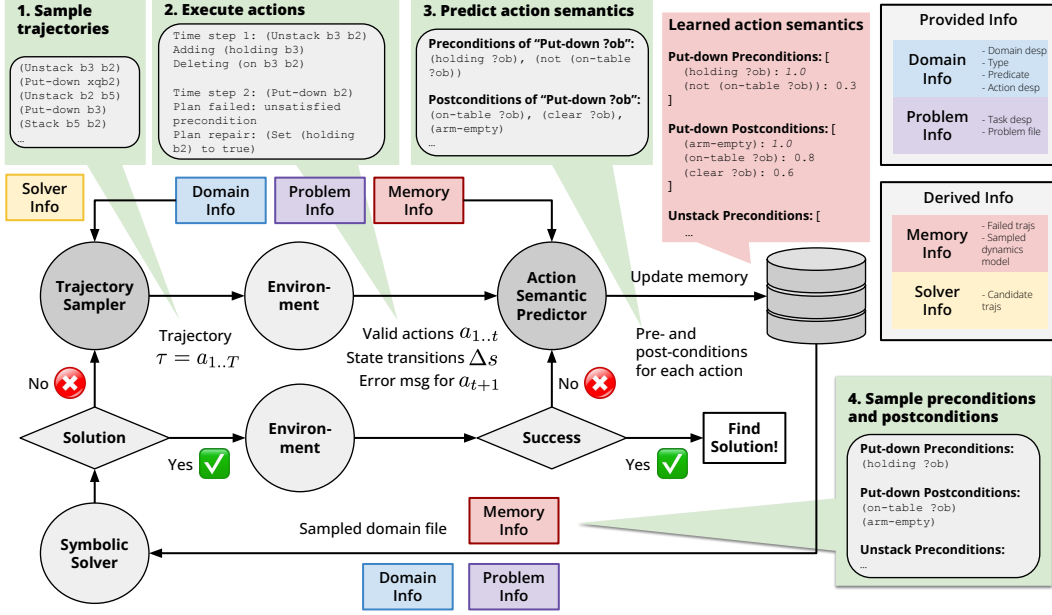 1. Sample
trajectories
(Unstack b3 b2)
(Put-down xqb2)
(Unstack b2 b5)
(Put-down b3)
(Stack b5 b2)
…
2. Execute actions
Time step 1: (Unstack b3 b2)
Adding (holding b3)
Deleting (on b3 b2)
Time step 2: (Put-down b2)
Plan failed: unsatisfied
precondition
Plan repair: (Set (holding
b2) to true)
3. Predict action semantics
Preconditions of “Put-down ?ob”:
(holding ?ob), (not (on-table
?ob))
Postconditions of “Put-down ?ob”:
(on-table ?ob), (clear ?ob),
(arm-empty)
…
Learned action semantics
Put-down Preconditions: [
(holding ?ob): 1.0
(not (on-table ?ob)): 0.3
]
Put-down Postconditions: [
(arm-empty): 1.0
(on-table ?ob): 0.8
(clear ?ob): 0.6
]
Unstack Preconditions: [
…
Provided Info
Domain
Info
- Domain desp
- Type
- Predicate
- Action desp
Problem
Info
- Task desp
- Problem file
Derived Info
Memory
Info
- Failed trajs
- Sampled
dynamics
model
Solver
Info
- Candidate
trajs
Solver
Info
Domain
Info
Problem
Info
Memory
Info
Trajectory
Sampler
Environ-
ment
Action
Semantic
Predictor
Update memory
Trajectory
τ = a1..T
Valid actions a1..t
State transitions Δs
Error msg for at+1
Pre- and
post-conditions
for each action
No
No
Solution
Environ-
ment
Success
Find
Solution!
Yes
Yes
4. Sample preconditions
and postconditions
Put-down Preconditions:
(holding ?ob)
Put-down Postconditions:
(on-table ?ob)
(arm-empty)
Unstack Preconditions:
…
Symbolic
Solver
Sampled domain file
Memory
Info
Domain
Info
Problem
Info